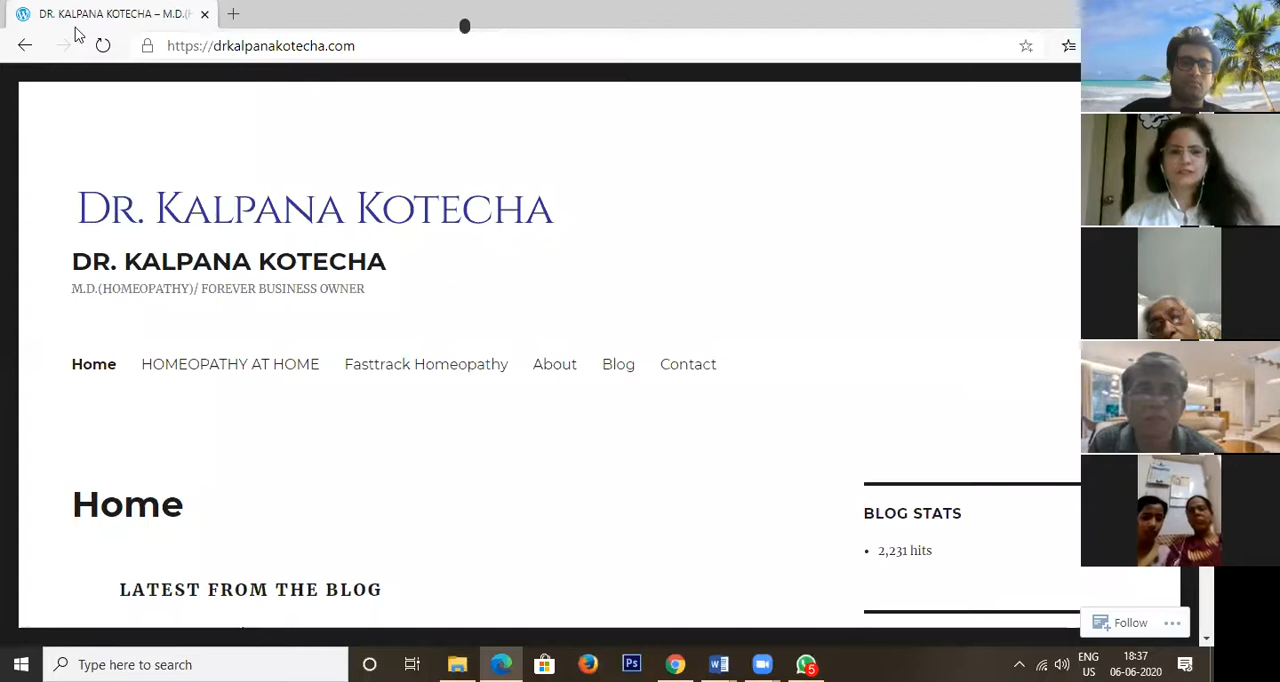 DR. KALPANA KOTECHA – M.D.(H
https://drkalpanakotecha.com
DR. KALPANA KOTECHA
DR. KALPANA KOTECHA
M.D.(HOMEOPATHY)/ FOREVER BUSINESS OWNER
Home HOMEOPATHY AT HOME Fasttrack Homeopathy About Blog Contact
Home
BLOG STATS
• 2,231 hits
LATEST FROM THE BLOG
Follow
Type here to search
Ps
5
ENG
US
18:37
06-06-2020